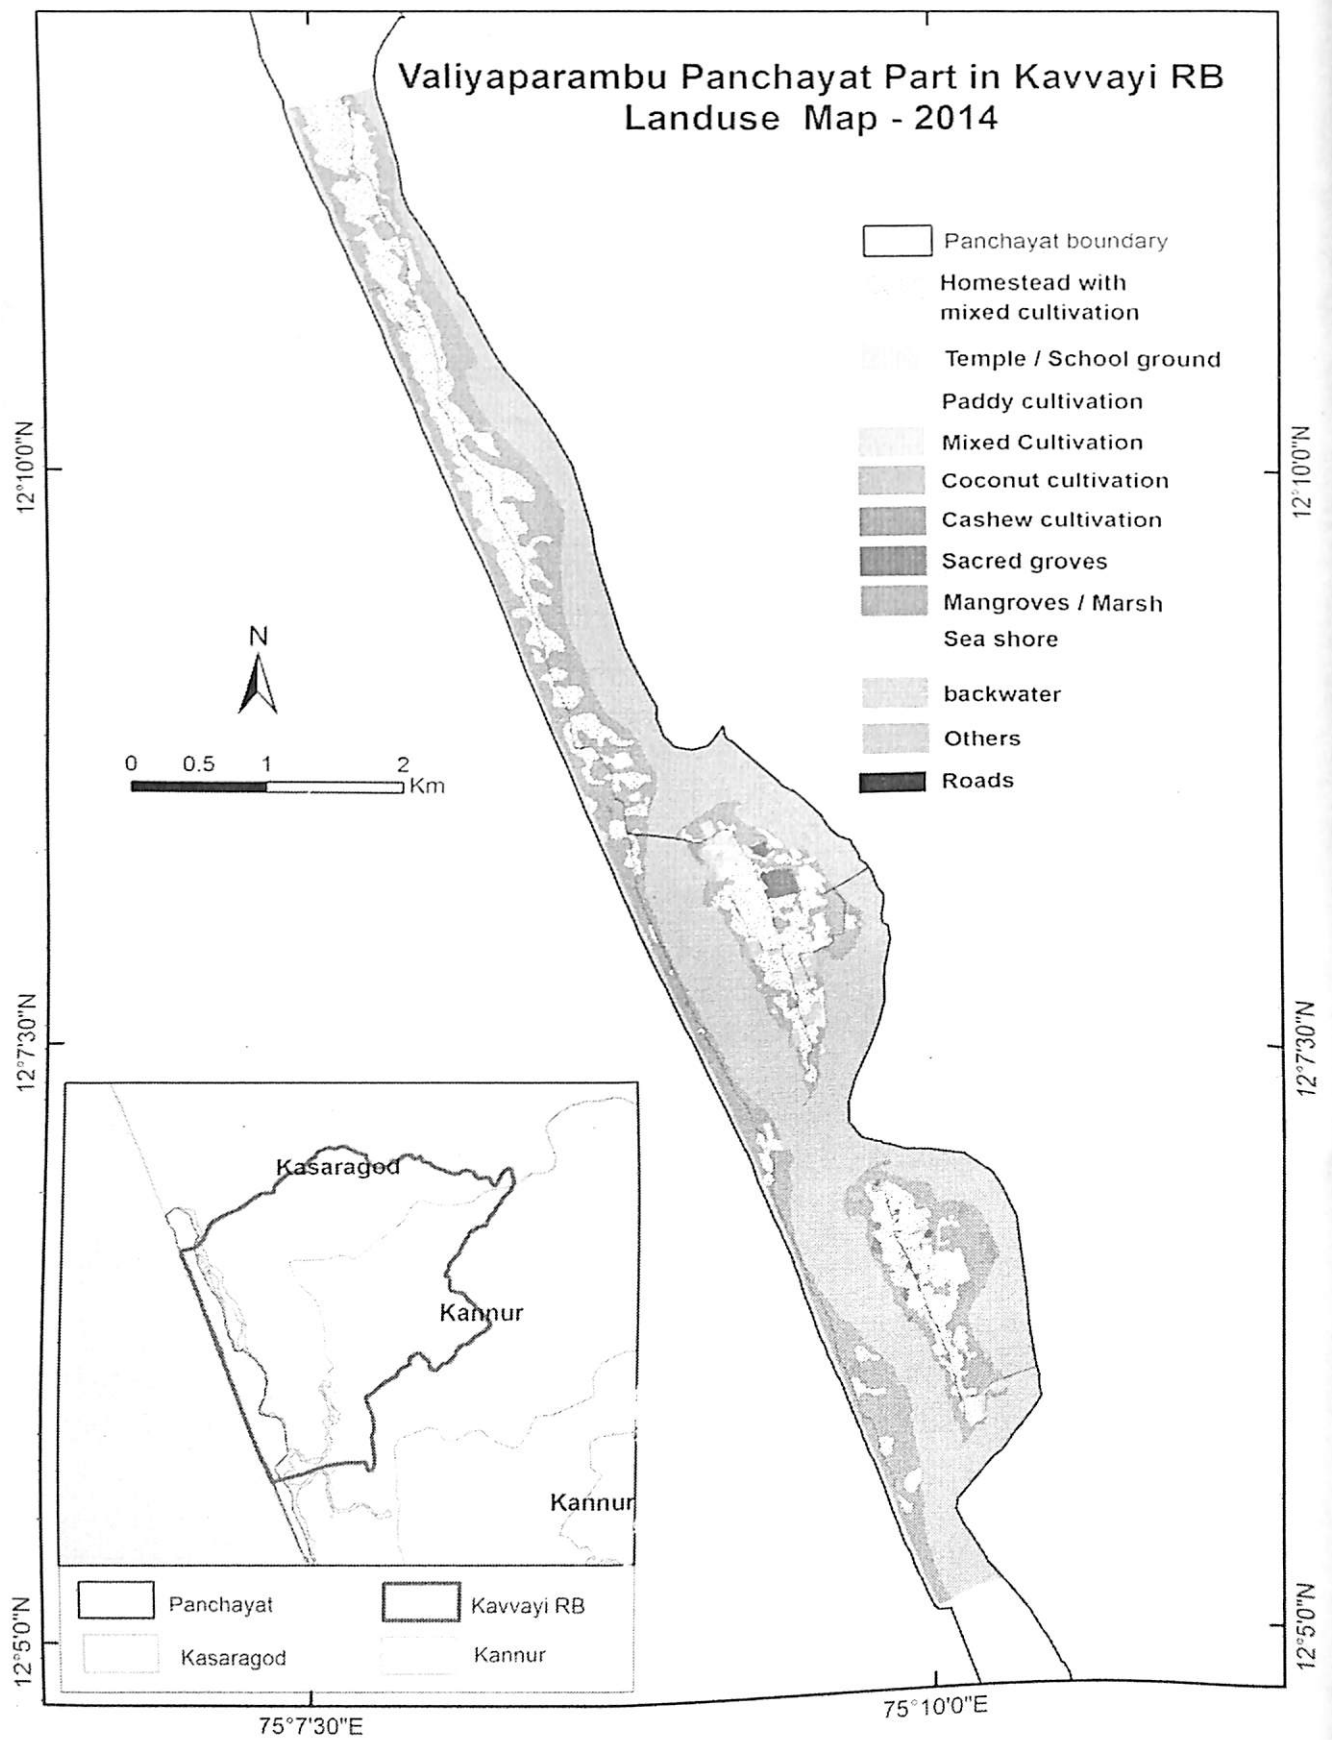 Valiyaparambu Panchayat Part in Kavvayi RB
Landuse Map - 2014
Panchayat boundary
Homestead with
mixed cultivation
Temple / School ground
Paddy cultivation
Mixed Cultivation
Coconut cultivation
Cashew cultivation
Sacred groves
Mangroves / Marsh
Sea shore
backwater
Others
Roads
12°10'0"N
12°10'0"N
N
0 0.5 1 2
Km
12°7'30"N
12°7'30"N
Kasaragod
Kannur
Kannur
Panchayat
Kavvayi RB
Kasaragod
Kannur
12°5'0"N
12°5'0"N
75°7'30"E
75°10'0"E